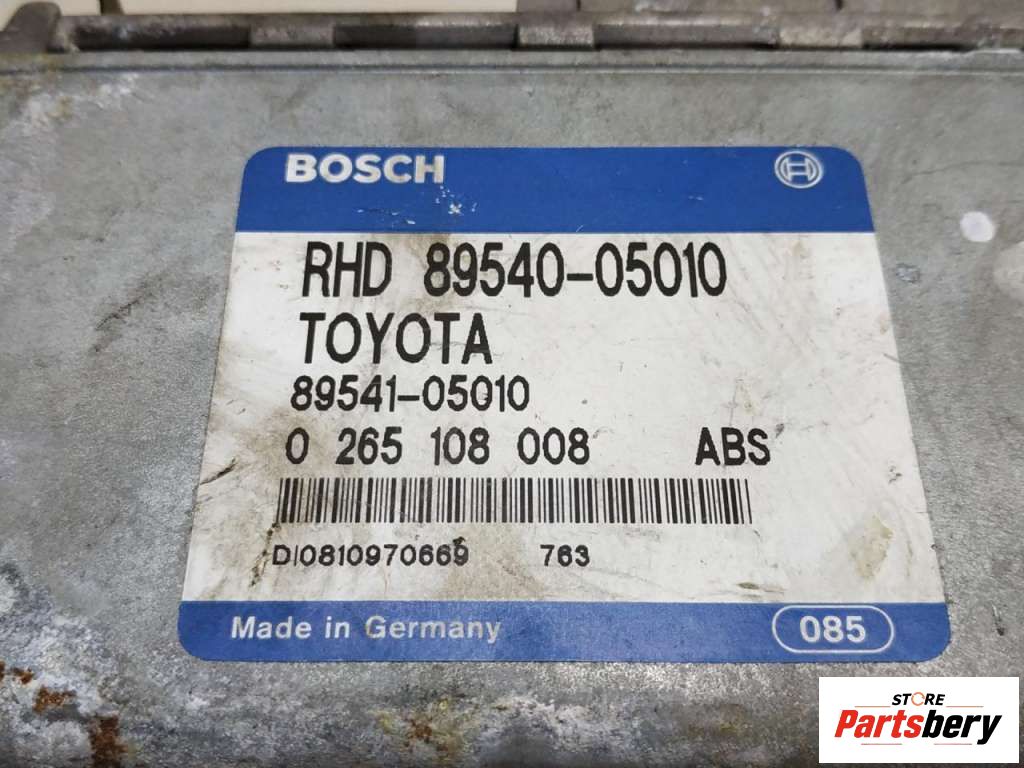 BOSCH
RHD 89540-05010
TOYOTA
89541-05010
0 265 108 008 ABS
D/0810970669 763
Made in Germany 085
STORE
Partsbery